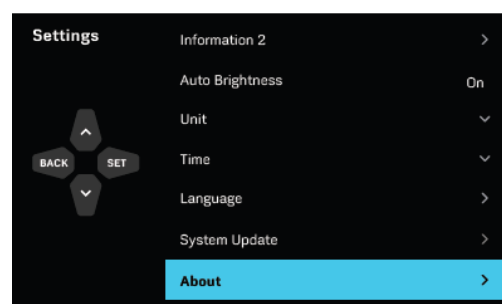 Settings
Information 2
Auto Brightness On
Unit
Time
BACK SET
Language
System Update
About